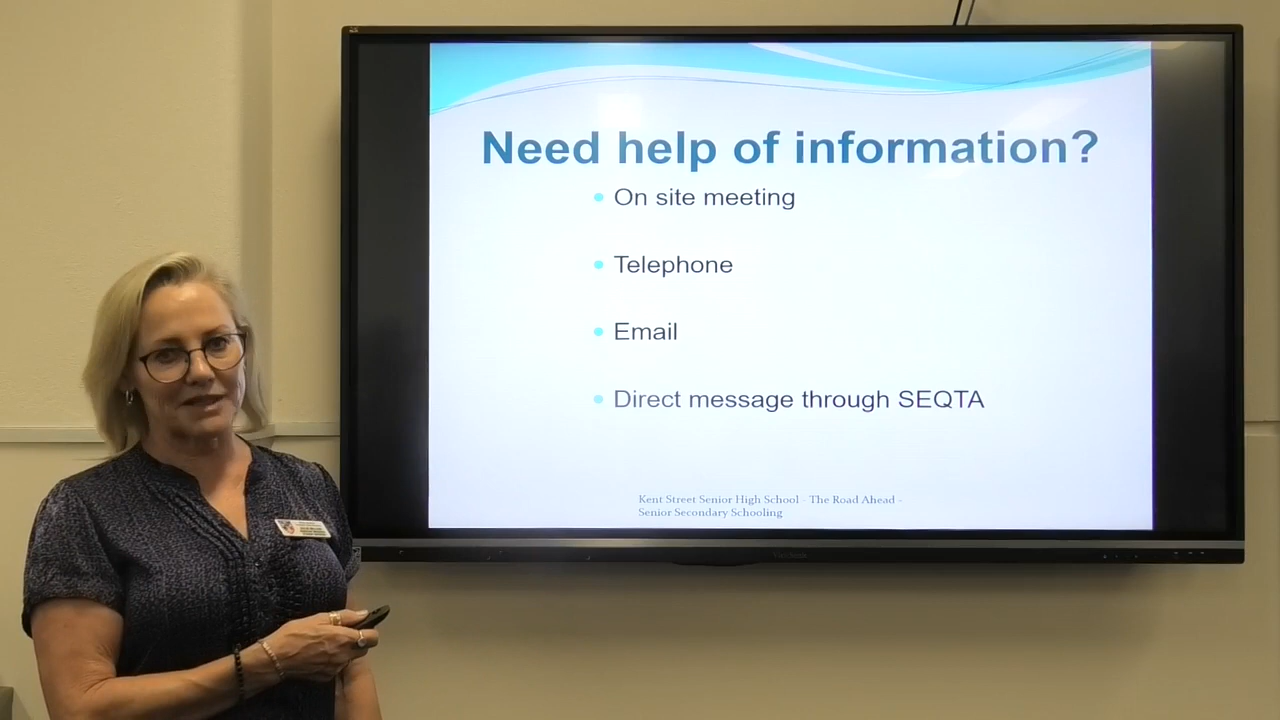 Need help of information?
On site meeting
Telephone
Email
Direct message through SEQTA
Kent Street Senior High School - The Road Ahead -
Senior Secondary Schooling
ViewSonic